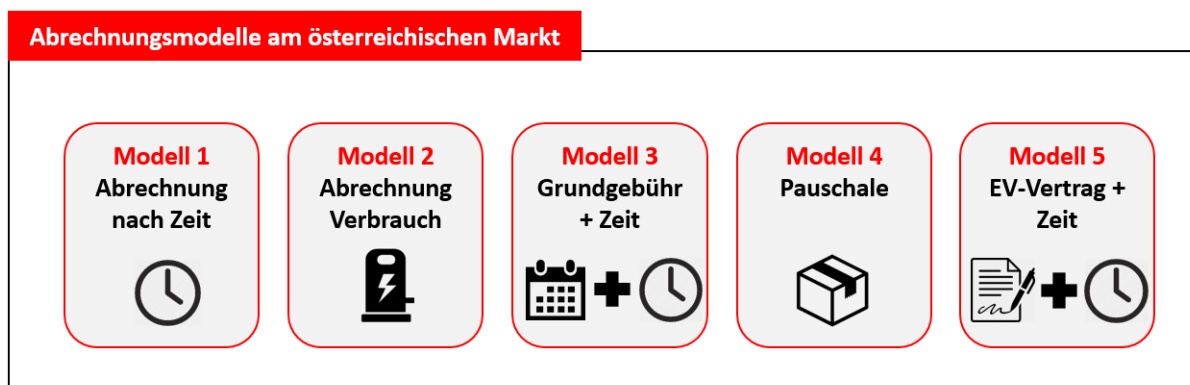 Abrechnungsmodelle am österreichischen Markt
Modell 1
Abrechnung
nach Zeit
Modell 2
Abrechnung
Verbrauch
Modell 3
Grundgebühr
+ Zeit
Modell 4
Pauschale
Modell 5
EV-Vertrag +
Zeit